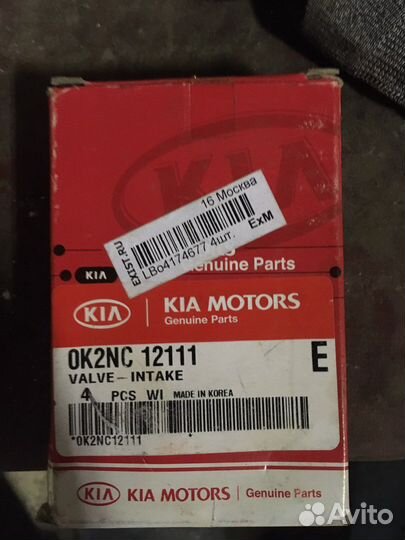 KIA
16 Москва
EXIST.RU
LBo4174677 4шт.
ExM
KIA
Genuine Parts
KIA
KIA MOTORS
Genuine Parts
0K2NC 12111
E
VALVE-INTAKE
4 PCS WI MADE IN KOREA
*0K2NC12111
KIA
KIA MOTORS
Genuine Parts
Avito